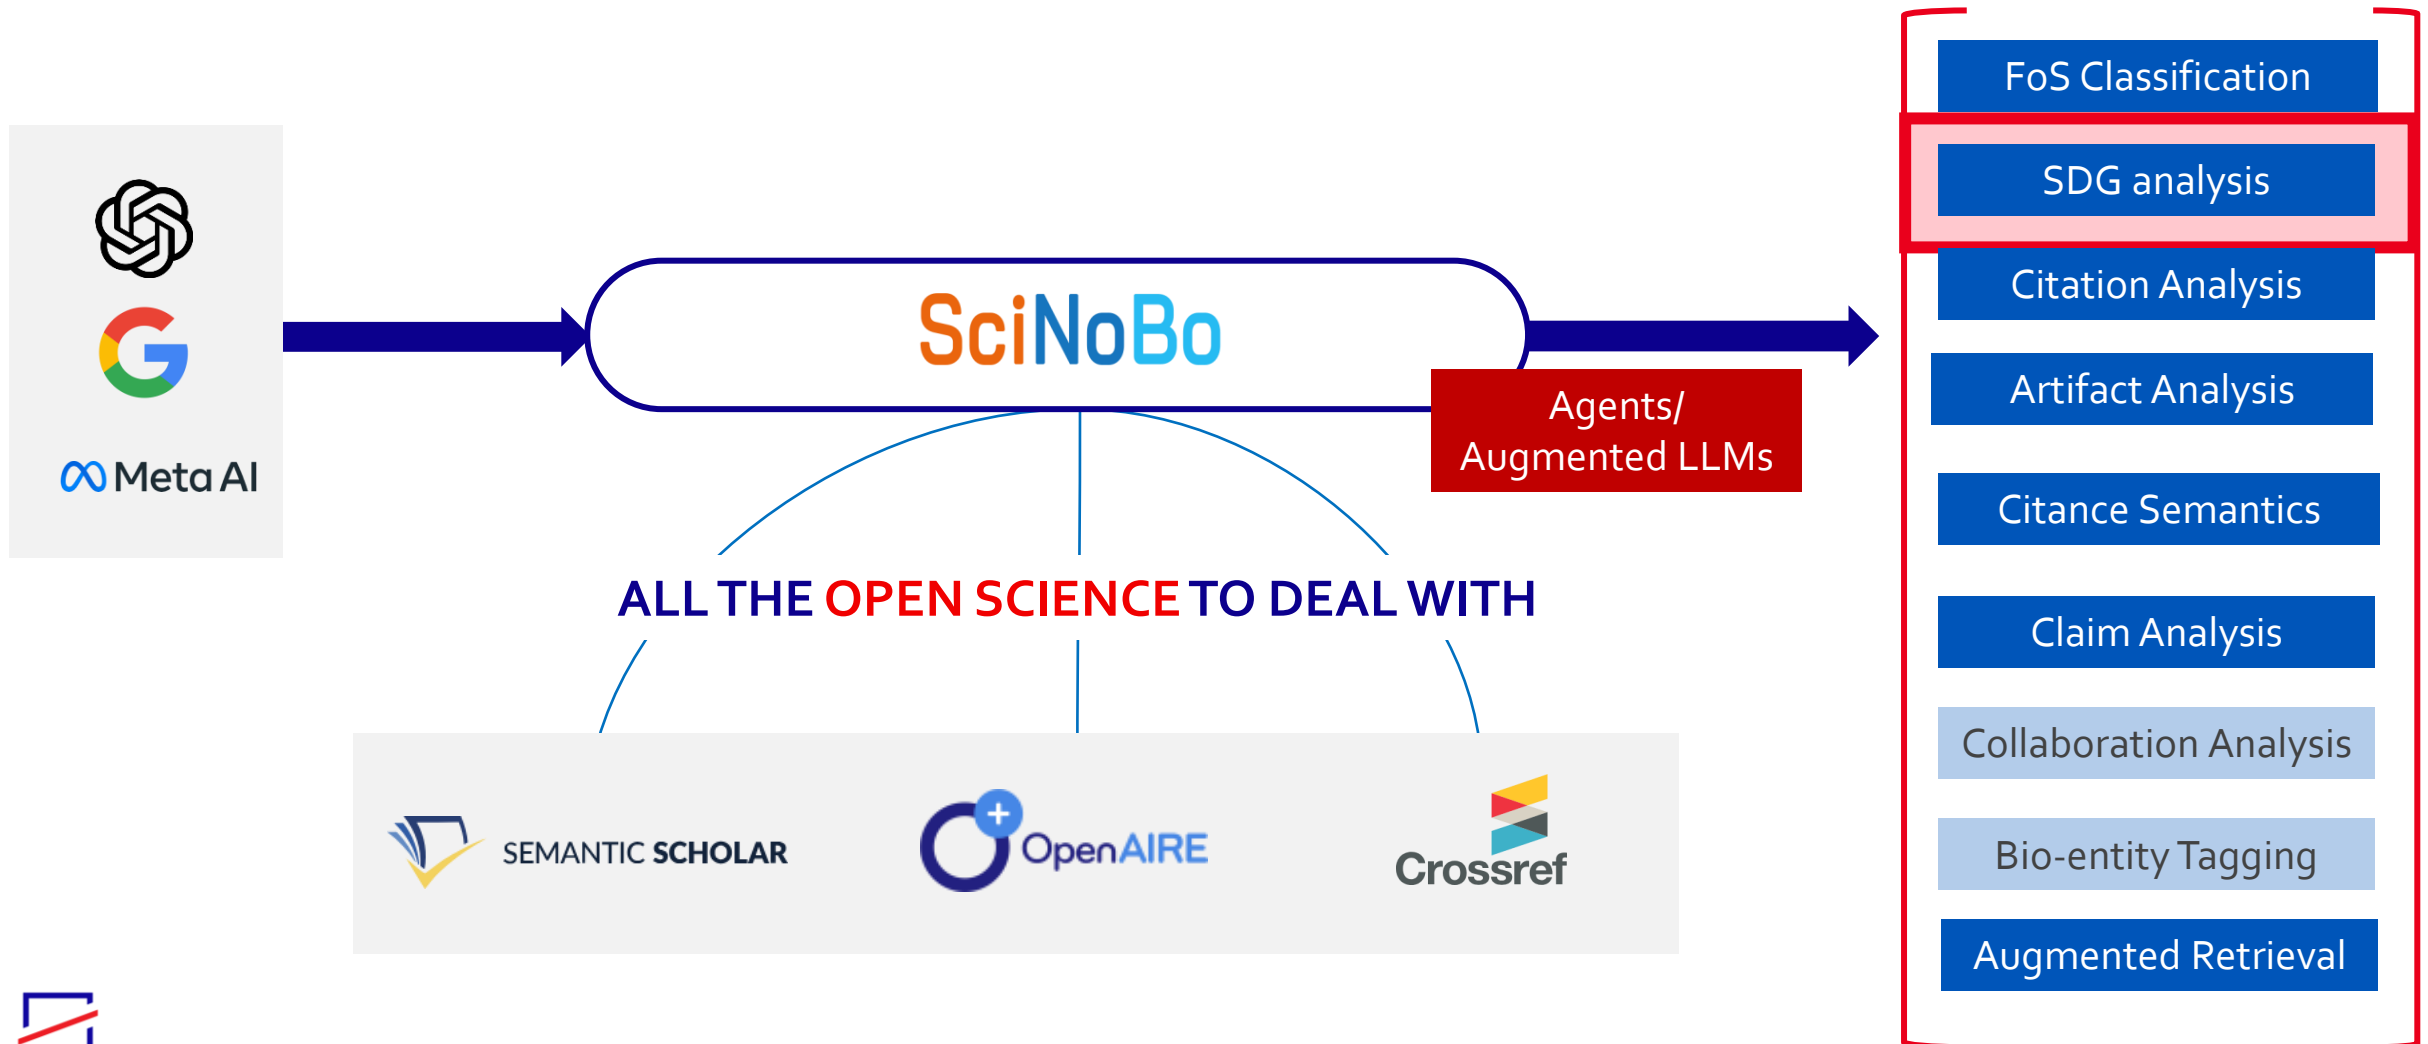 Meta AI
SciNoBo
Agents/
Augmented LLMs
ALL THE OPEN SCIENCE TO DEAL WITH
SEMANTIC SCHOLAR
OpenAIRE
Crossref
FoS Classification
SDG analysis
Citation Analysis
Artifact Analysis
Citance Semantics
Claim Analysis
Collaboration Analysis
Bio-entity Tagging
Augmented Retrieval